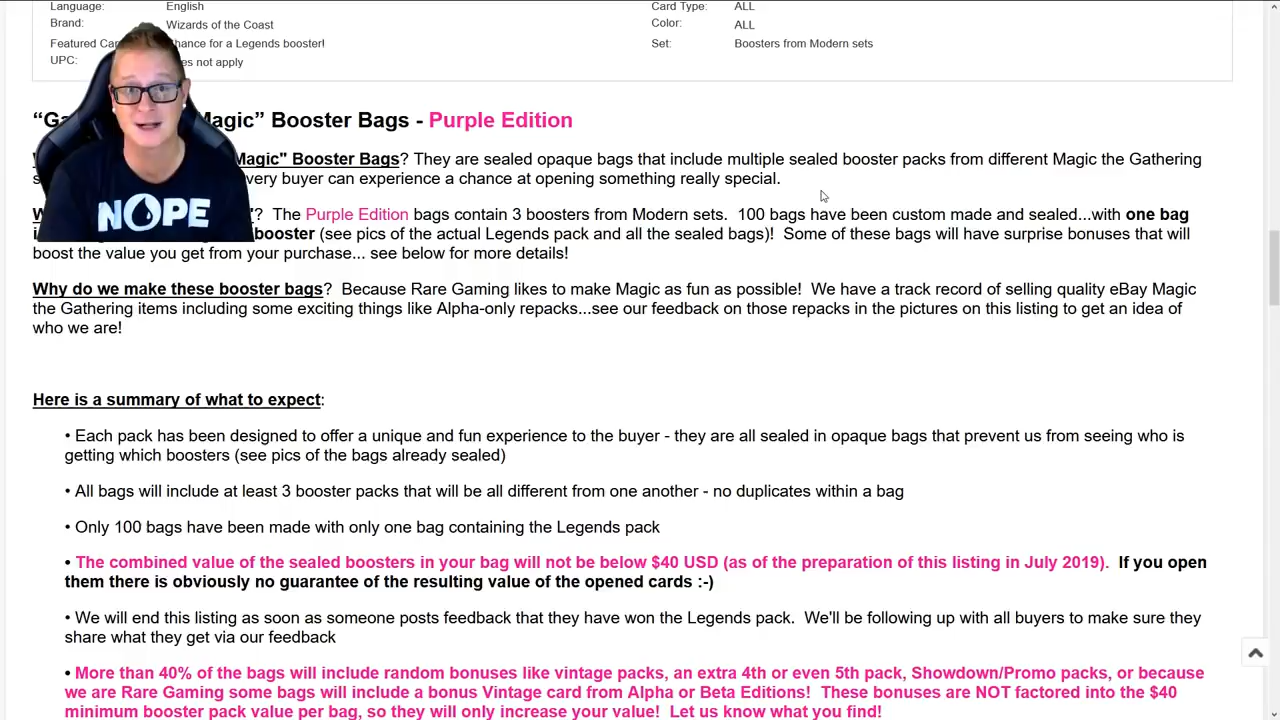 Language: English Card Type: ALL
Brand: Wizards of the Coast Color: ALL
Featured Car hance for a Legends booster! Set: Boosters from Modern sets
UPC: es not apply
“Ga Magic” Booster Bags - Purple Edition
Magic" Booster Bags? They are sealed opaque bags that include multiple sealed booster packs from different Magic the Gathering
s very buyer can experience a chance at opening something really special.
W ? The Purple Edition bags contain 3 boosters from Modern sets. 100 bags have been custom made and sealed...with one bag
i booster (see pics of the actual Legends pack and all the sealed bags)! Some of these bags will have surprise bonuses that will
boost the value you get from your purchase... see below for more details!
NOPE
Why do we make these booster bags? Because Rare Gaming likes to make Magic as fun as possible! We have a track record of selling quality eBay Magic
the Gathering items including some exciting things like Alpha-only repacks...see our feedback on those repacks in the pictures on this listing to get an idea of
who we are!
Here is a summary of what to expect:
• Each pack has been designed to offer a unique and fun experience to the buyer - they are all sealed in opaque bags that prevent us from seeing who is
getting which boosters (see pics of the bags already sealed)
• All bags will include at least 3 booster packs that will be all different from one another - no duplicates within a bag
• Only 100 bags have been made with only one bag containing the Legends pack
• The combined value of the sealed boosters in your bag will not be below $40 USD (as of the preparation of this listing in July 2019). If you open
them there is obviously no guarantee of the resulting value of the opened cards :-)
• We will end this listing as soon as someone posts feedback that they have won the Legends pack. We'll be following up with all buyers to make sure they
share what they get via our feedback
• More than 40% of the bags will include random bonuses like vintage packs, an extra 4th or even 5th pack, Showdown/Promo packs, or because
we are Rare Gaming some bags will include a bonus Vintage card from Alpha or Beta Editions! These bonuses are NOT factored into the $40
minimum booster pack value per bag, so they will only increase your value! Let us know what you find!